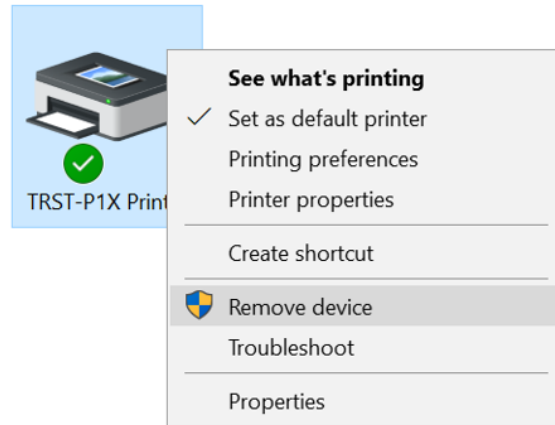 See what's printing
Set as default printer
Printing preferences
TRST-P1X Print
Printer properties
Create shortcut
Remove device
Troubleshoot
Properties